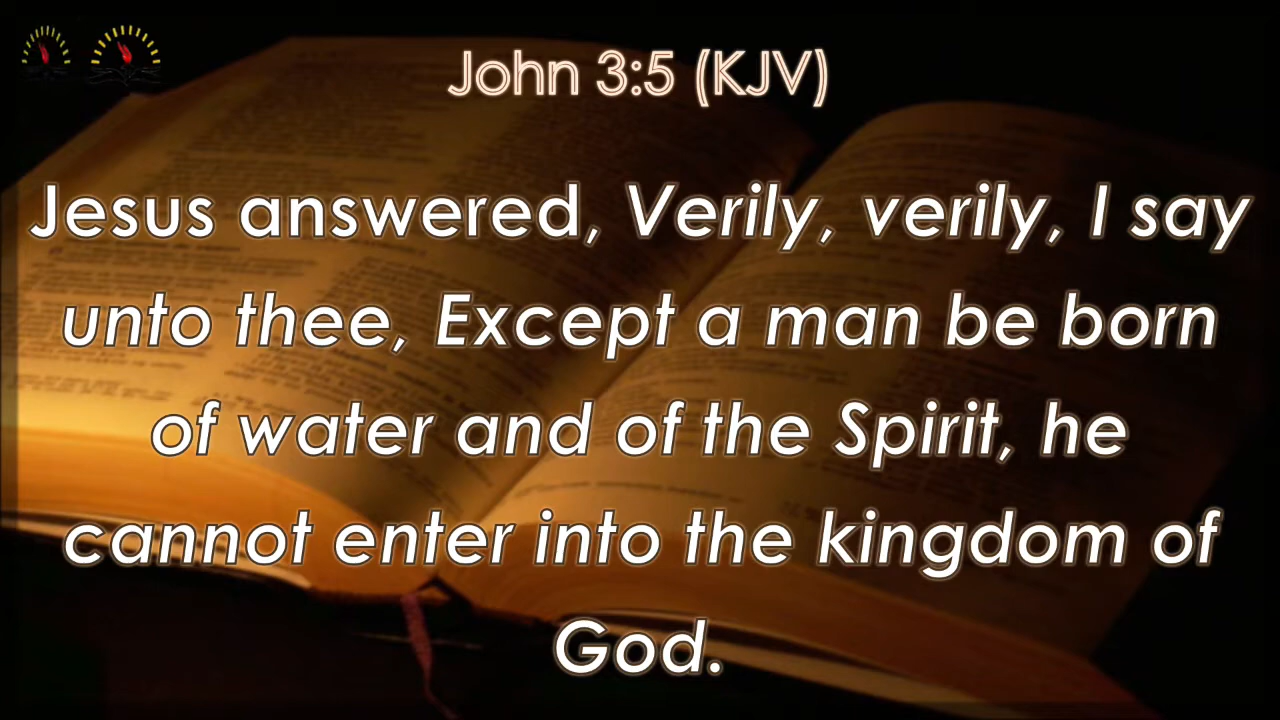 John 3:5 (KJV)
Jesus answered, Verily, verily, I say
unto thee, Except a man be born
of water and of the Spirit, he
cannot enter into the kingdom of
God.